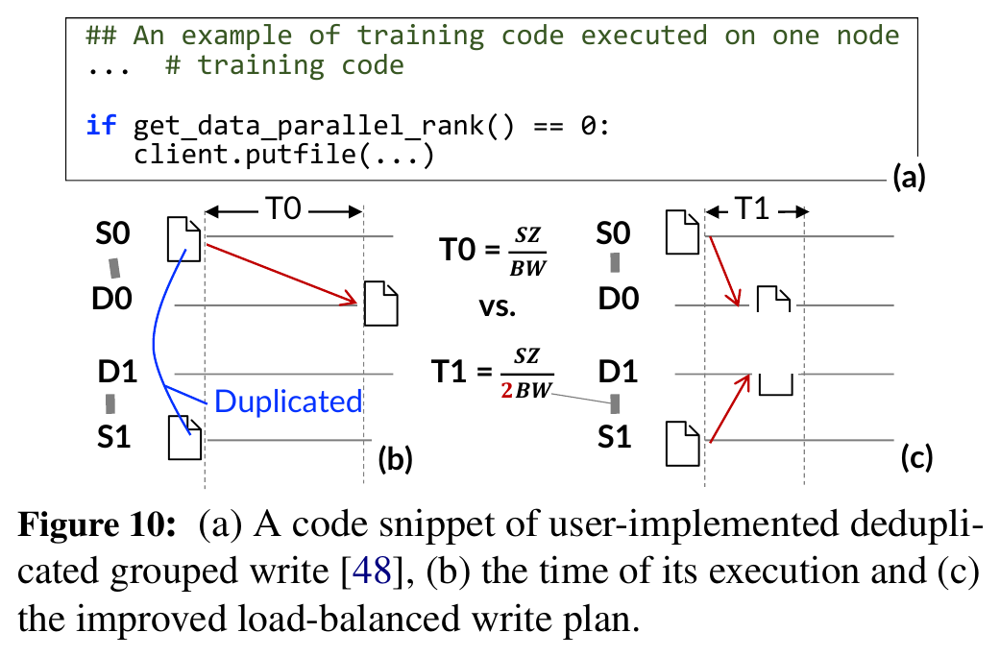 ## An example of training code executed on one node
... # training code
if get_data_parallel_rank() == 0:
client.putfile(...)
(a)
T0
S0
D0
D1
Duplicated
S1
(b)
T0 = SZ/BW
vs.
T1 = SZ/2BW
T1
S0
D0
D1
S1
(c)
Figure 10: (a) A code snippet of user-implemented dedupli-
cated grouped write [48], (b) the time of its execution and (c)
the improved load-balanced write plan.